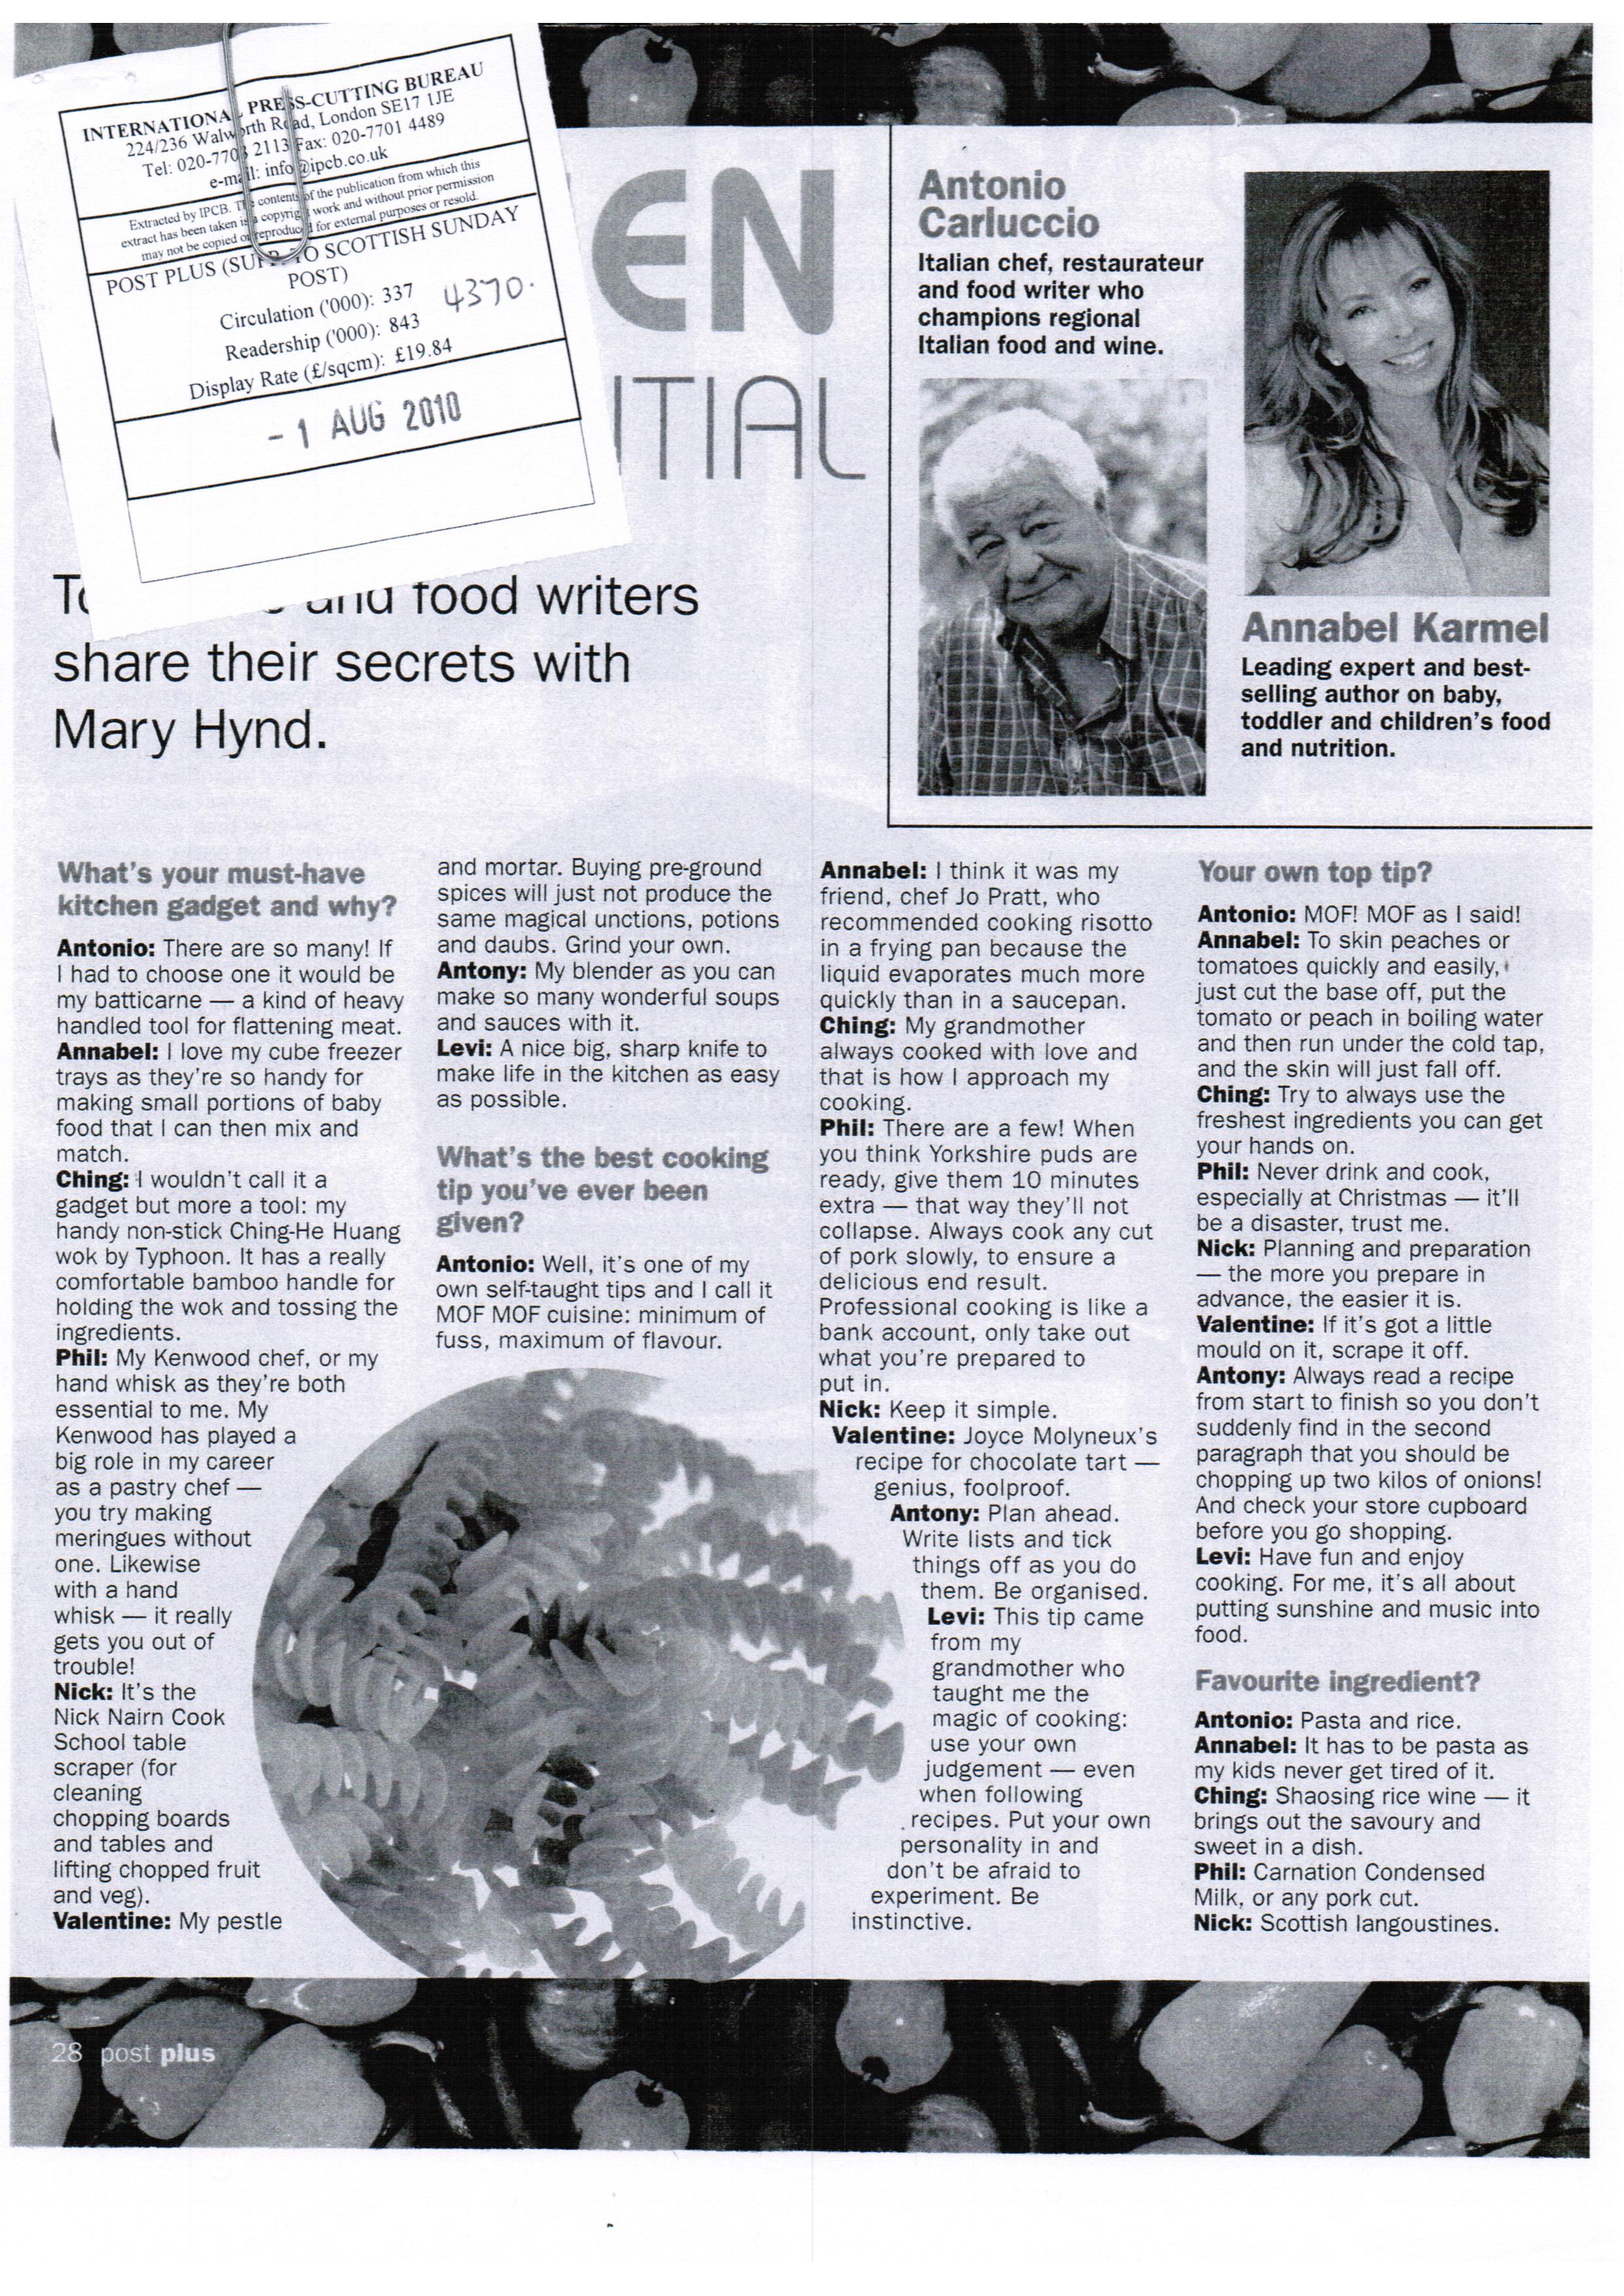 INTERNATIONAL PRESS-CUTTING BUREAU
224/236 Walworth Road, London SE17 1JE
Tel: 020-7708 2113 Fax: 020-7701 4489
e-mail: info@ipcb.co.uk
Extracted by IPCB. The contents of the publication from which this
extract has been taken is a copyright work and without prior permission
may not be copied or reproduced for external purposes or resold.
POST PLUS (SUPP. TO SCOTTISH SUNDAY
POST)
Circulation ('000): 337
4370.
Readership ('000): 843
Display Rate (£/sqcm): £19.84
- 1 AUG 2010
EN
TIAL
and food writers
share their secrets with
Mary Hynd.
Antonio
Carluccio
Italian chef, restaurateur
and food writer who
champions regional
Italian food and wine.
Annabel Karmel
Leading expert and best-
selling author on baby,
toddler and children's food
and nutrition.
What's your must-have
kitchen gadget and why?
Antonio: There are so many! If
I had to choose one it would be
my batticarne — a kind of heavy
handled tool for flattening meat.
Annabel: I love my cube freezer
trays as they're so handy for
making small portions of baby
food that I can then mix and
match.
Ching: I wouldn't call it a
gadget but more a tool: my
handy non-stick Ching-He Huang
wok by Typhoon. It has a really
comfortable bamboo handle for
holding the wok and tossing the
ingredients.
Phil: My Kenwood chef, or my
hand whisk as they're both
essential to me. My
Kenwood has played a
big role in my career
as a pastry chef —
you try making
meringues without
one. Likewise
with a hand
whisk — it really
gets you out of
trouble!
Nick: It's the
Nick Nairn Cook
School table
scraper (for
cleaning
chopping boards
and tables and
lifting chopped fruit
and veg).
Valentine: My pestle
and mortar. Buying pre-ground
spices will just not produce the
same magical unctions, potions
and daubs. Grind your own.
Antony: My blender as you can
make so many wonderful soups
and sauces with it.
Levi: A nice big, sharp knife to
make life in the kitchen as easy
as possible.
What's the best cooking
tip you've ever been
given?
Antonio: Well, it's one of my
own self-taught tips and I call it
MOF MOF cuisine: minimum of
fuss, maximum of flavour.
Annabel: I think it was my
friend, chef Jo Pratt, who
recommended cooking risotto
in a frying pan because the
liquid evaporates much more
quickly than in a saucepan.
Ching: My grandmother
always cooked with love and
that is how I approach my
cooking.
Phil: There are a few! When
you think Yorkshire puds are
ready, give them 10 minutes
extra — that way they'll not
collapse. Always cook any cut
of pork slowly, to ensure a
delicious end result.
Professional cooking is like a
bank account, only take out
what you're prepared to
put in.
Nick: Keep it simple.
Valentine: Joyce Molyneux's
recipe for chocolate tart —
genius, foolproof.
Antony: Plan ahead.
Write lists and tick
things off as you do
them. Be organised.
Levi: This tip came
from my
grandmother who
taught me the
magic of cooking:
use your own
judgement — even
when following
recipes. Put your own
personality in and
don't be afraid to
experiment. Be
instinctive.
Your own top tip?
Antonio: MOF! MOF as I said!
Annabel: To skin peaches or
tomatoes quickly and easily,
just cut the base off, put the
tomato or peach in boiling water
and then run under the cold tap,
and the skin will just fall off.
Ching: Try to always use the
freshest ingredients you can get
your hands on.
Phil: Never drink and cook,
especially at Christmas — it'll
be a disaster, trust me.
Nick: Planning and preparation
— the more you prepare in
advance, the easier it is.
Valentine: If it's got a little
mould on it, scrape it off.
Antony: Always read a recipe
from start to finish so you don't
suddenly find in the second
paragraph that you should be
chopping up two kilos of onions!
And check your store cupboard
before you go shopping.
Levi: Have fun and enjoy
cooking. For me, it's all about
putting sunshine and music into
food.
Favourite ingredient?
Antonio: Pasta and rice.
Annabel: It has to be pasta as
my kids never get tired of it.
Ching: Shaosing rice wine — it
brings out the savoury and
sweet in a dish.
Phil: Carnation Condensed
Milk, or any pork cut.
Nick: Scottish langoustines.
28 post plus